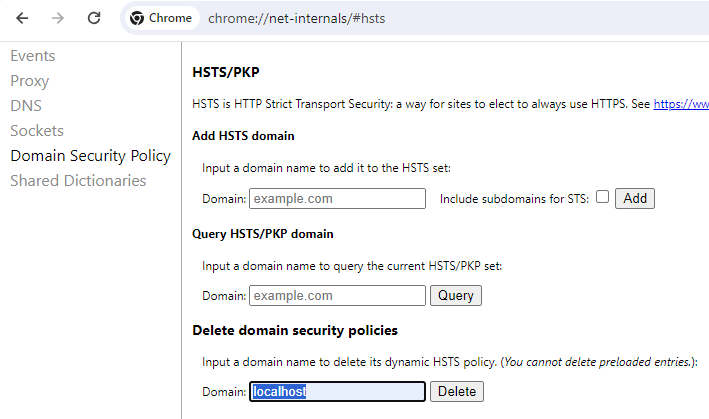 Chrome chrome://net-internals/#hsts
Events
Proxy
DNS
Sockets
Domain Security Policy
Shared Dictionaries
HSTS/PKP
HSTS is HTTP Strict Transport Security: a way for sites to elect to always use HTTPS. See https://ww
Add HSTS domain
Input a domain name to add it to the HSTS set:
Domain: example.com Include subdomains for STS: Add
Query HSTS/PKP domain
Input a domain name to query the current HSTS/PKP set:
Domain: example.com Query
Delete domain security policies
Input a domain name to delete its dynamic HSTS policy. (You cannot delete preloaded entries.):
Domain: localhost Delete